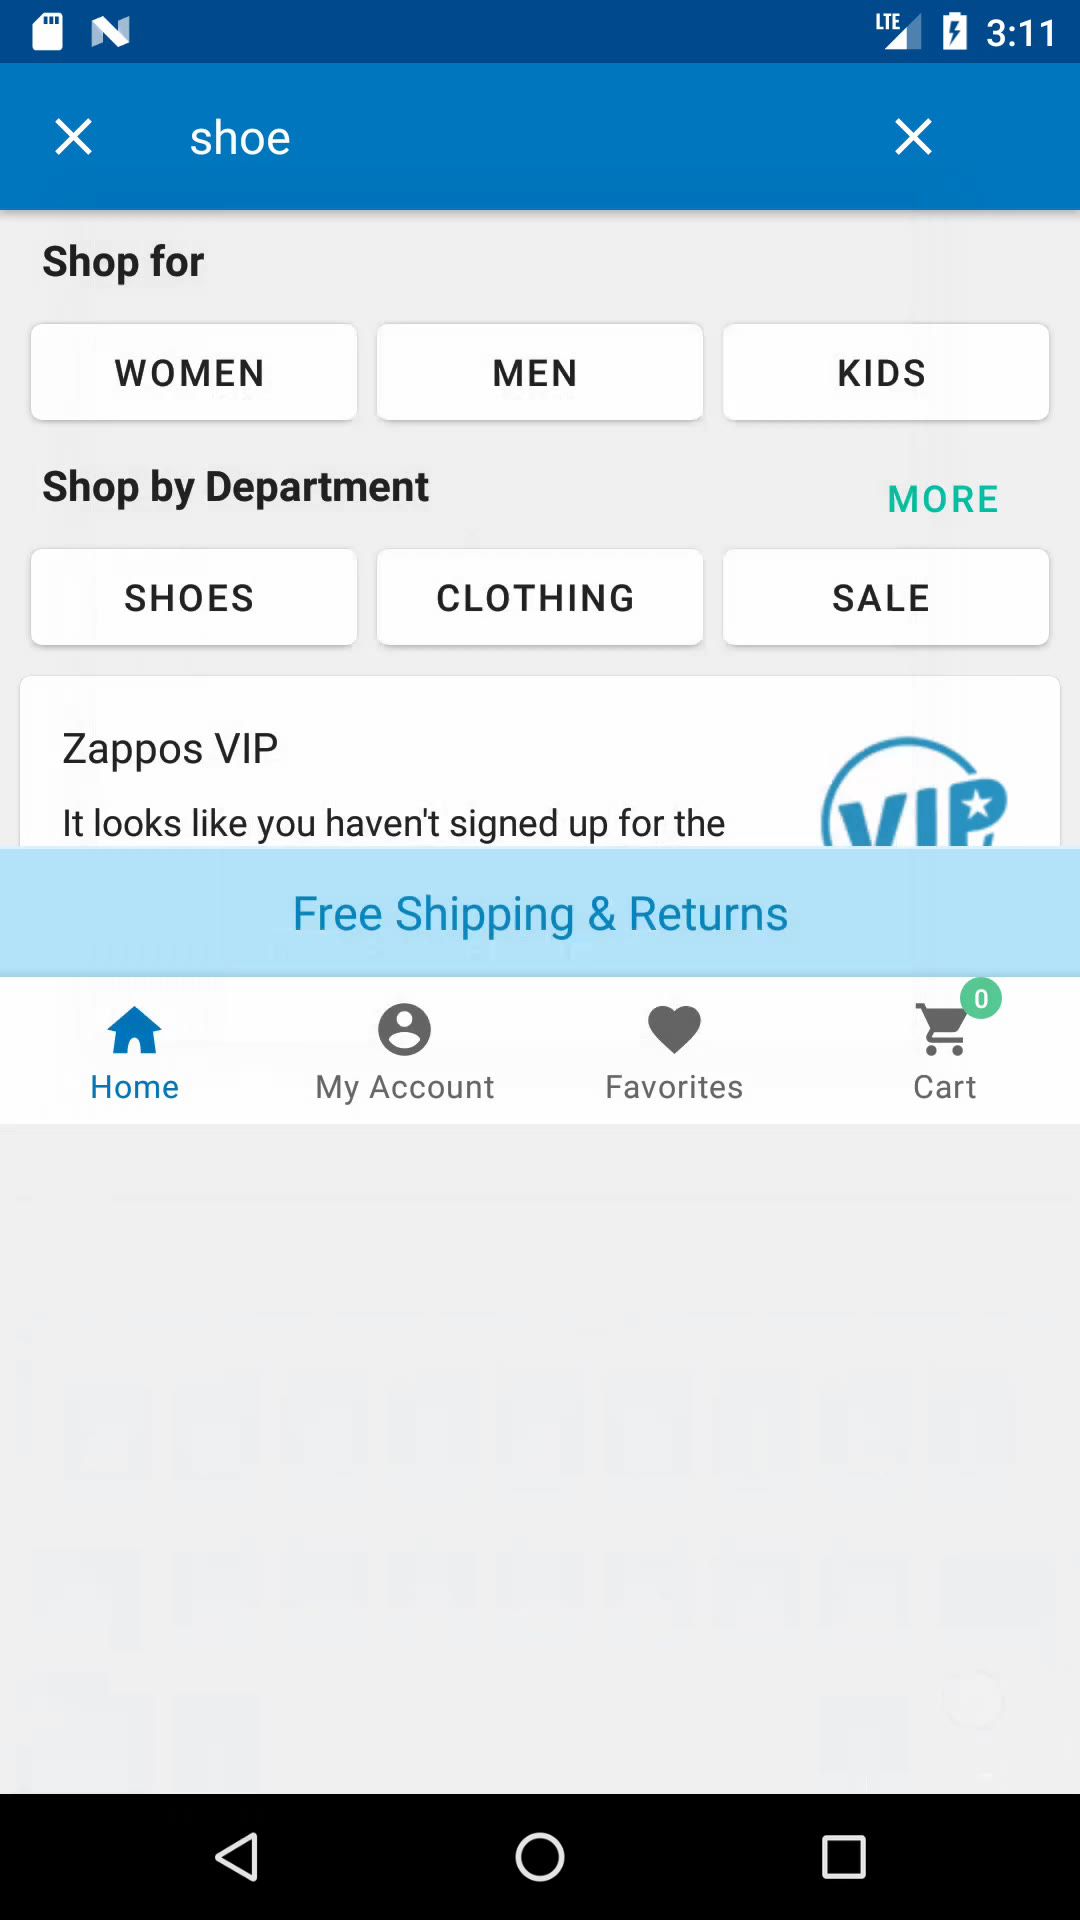 LTE 3:11
shoe
Shop for
WOMEN MEN KIDS
Shop by Department MORE
SHOES CLOTHING SALE
Zappos VIP
It looks like you haven't signed up for the
VIP
Free Shipping & Returns
0
Home My Account Favorites Cart